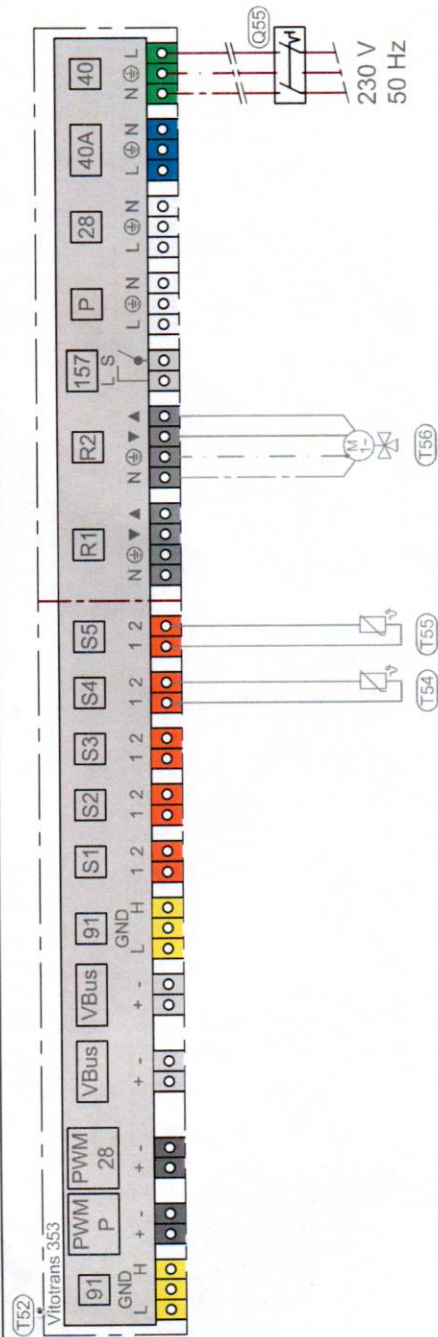 T52
Vitotrans 353
91 PWM P PWM 28 VBus VBus 91 S1 S2 S3 S4 S5 R1 R2 157 P 28 40A 40
L GND H + - + - + - + - L GND H 1 2 1 2 1 2 1 2 1 2 N ⏚ ▼ ▲ N ⏚ ▼ ▲ L S L ⏚ N L ⏚ N L ⏚ N N ⏚ L
ϑ ϑ
M
1~
Q55
T54 T55 T56
230 V
50 Hz